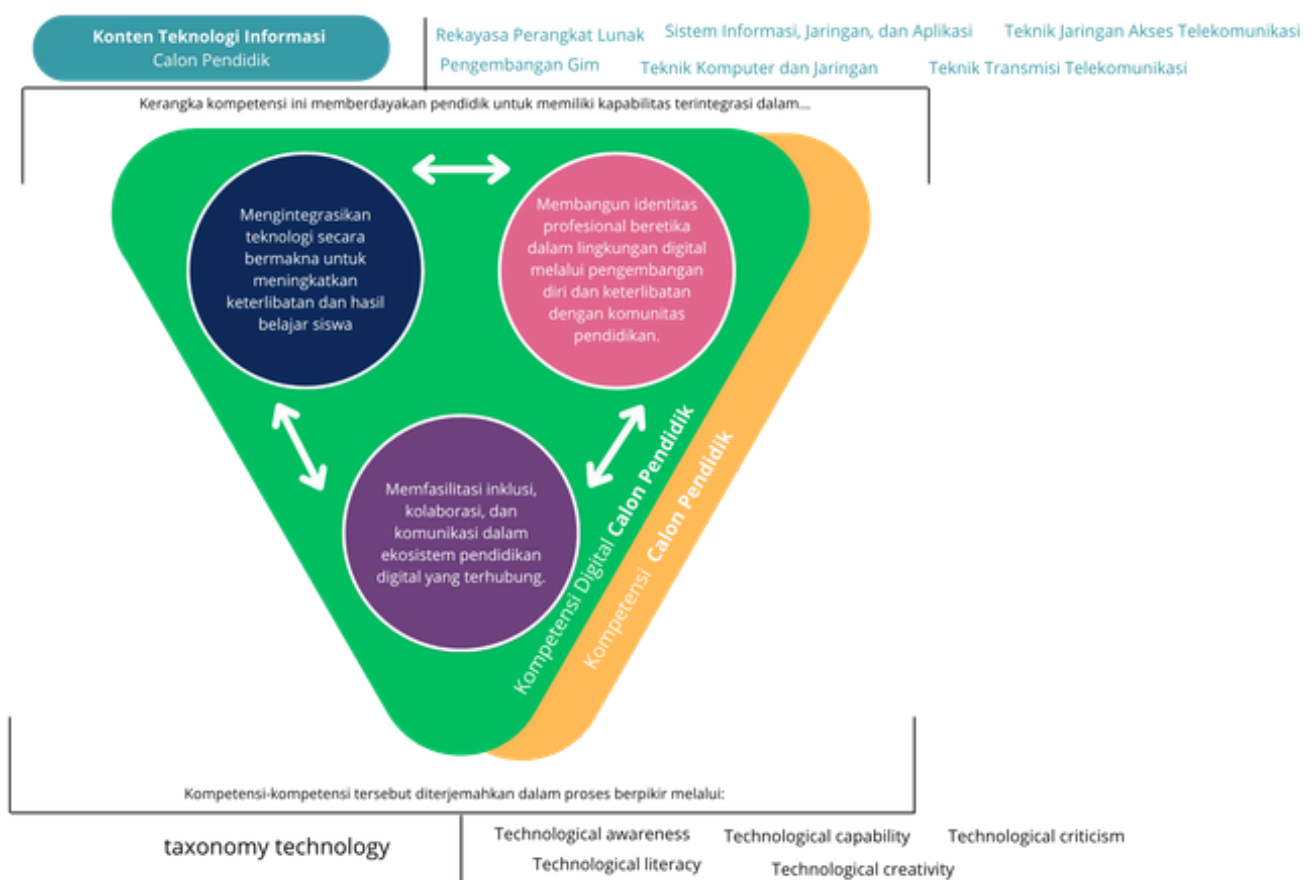 Konten Teknologi Informasi
Calon Pendidik
Rekayasa Perangkat Lunak
Sistem Informasi, Jaringan, dan Aplikasi
Teknik Jaringan Akses Telekomunikasi
Pengembangan Gim
Teknik Komputer dan Jaringan
Teknik Transmisi Telekomunikasi
Kerangka kompetensi ini memberdayakan pendidik untuk memiliki kapabilitas terintegrasi dalam...
Mengintegrasikan
teknologi secara
bermakna untuk
meningkatkan
keterlibatan dan hasil
belajar siswa
Membangun identitas
profesional beretika
dalam lingkungan digital
melalui pengembangan
diri dan keterlibatan
dengan komunitas
pendidikan.
Memfasilitasi inklusi,
kolaborasi, dan
komunikasi dalam
ekosistem pendidikan
digital yang terhubung.
Kompetensi Digital Calon Pendidik
Kompetensi Calon Pendidik
Kompetensi-kompetensi tersebut diterjemahkan dalam proses berpikir melalui:
taxonomy technology
Technological awareness
Technological capability
Technological criticism
Technological literacy
Technological creativity